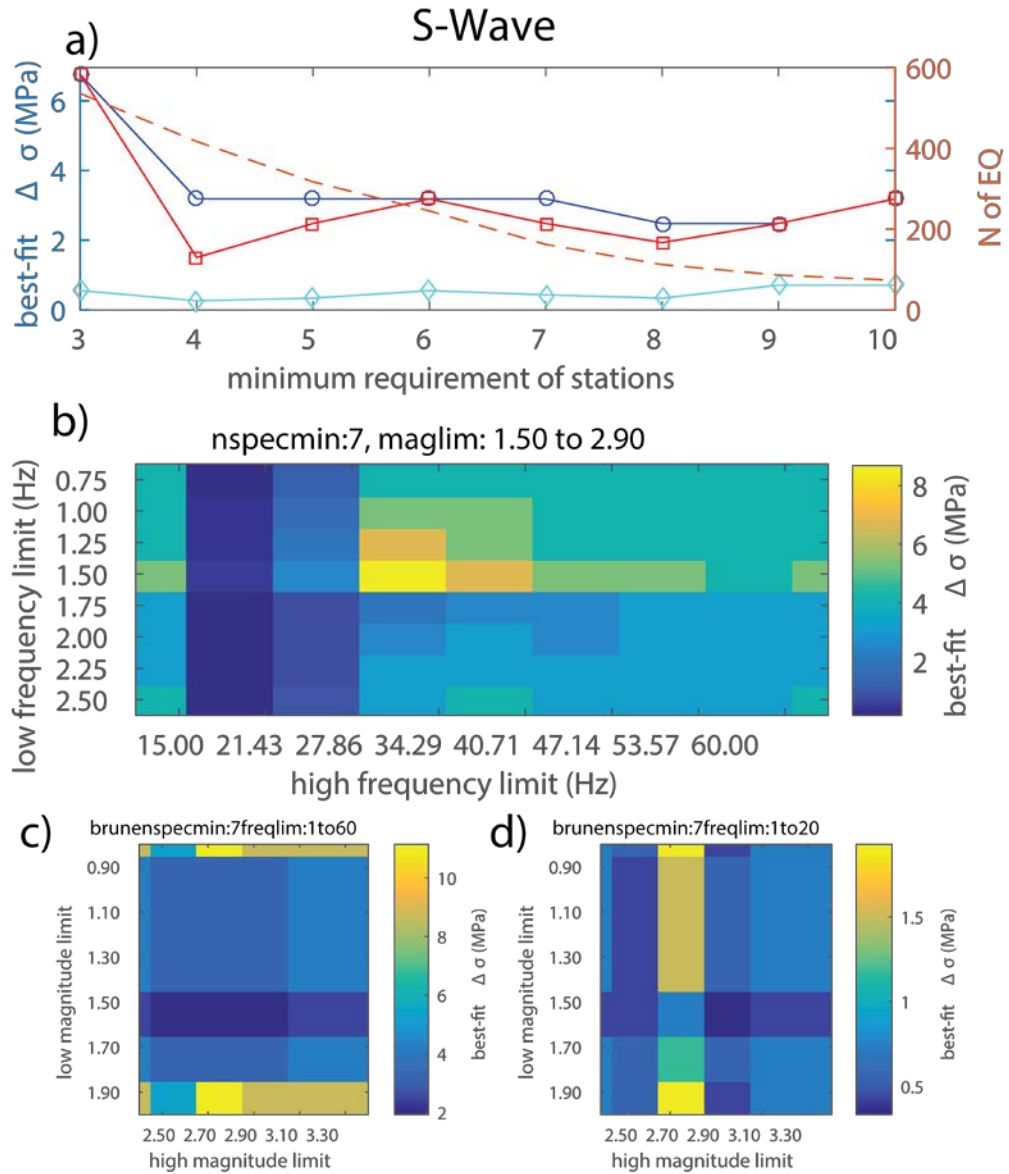 S-Wave
a)
best-fit Δ σ (MPa)
6
4
2
0
600
400
200
0
N of EQ
3 4 5 6 7 8 9 10
minimum requirement of stations
b)
nspecmin:7, maglim: 1.50 to 2.90
low frequency limit (Hz)
0.75
1.00
1.25
1.50
1.75
2.00
2.25
2.50
15.00 21.43 27.86 34.29 40.71 47.14 53.57 60.00
high frequency limit (Hz)
8
6
4
2
best-fit Δ σ (MPa)
c)
brunenspecmin:7freqlim:1to60
low magnitude limit
0.90
1.10
1.30
1.50
1.70
1.90
2.50 2.70 2.90 3.10 3.30
high magnitude limit
10
8
6
4
2
best-fit Δ σ (MPa)
d)
brunenspecmin:7freqlim:1to20
low magnitude limit
0.90
1.10
1.30
1.50
1.70
1.90
2.50 2.70 2.90 3.10 3.30
high magnitude limit
1.5
1
0.5
best-fit Δ σ (MPa)